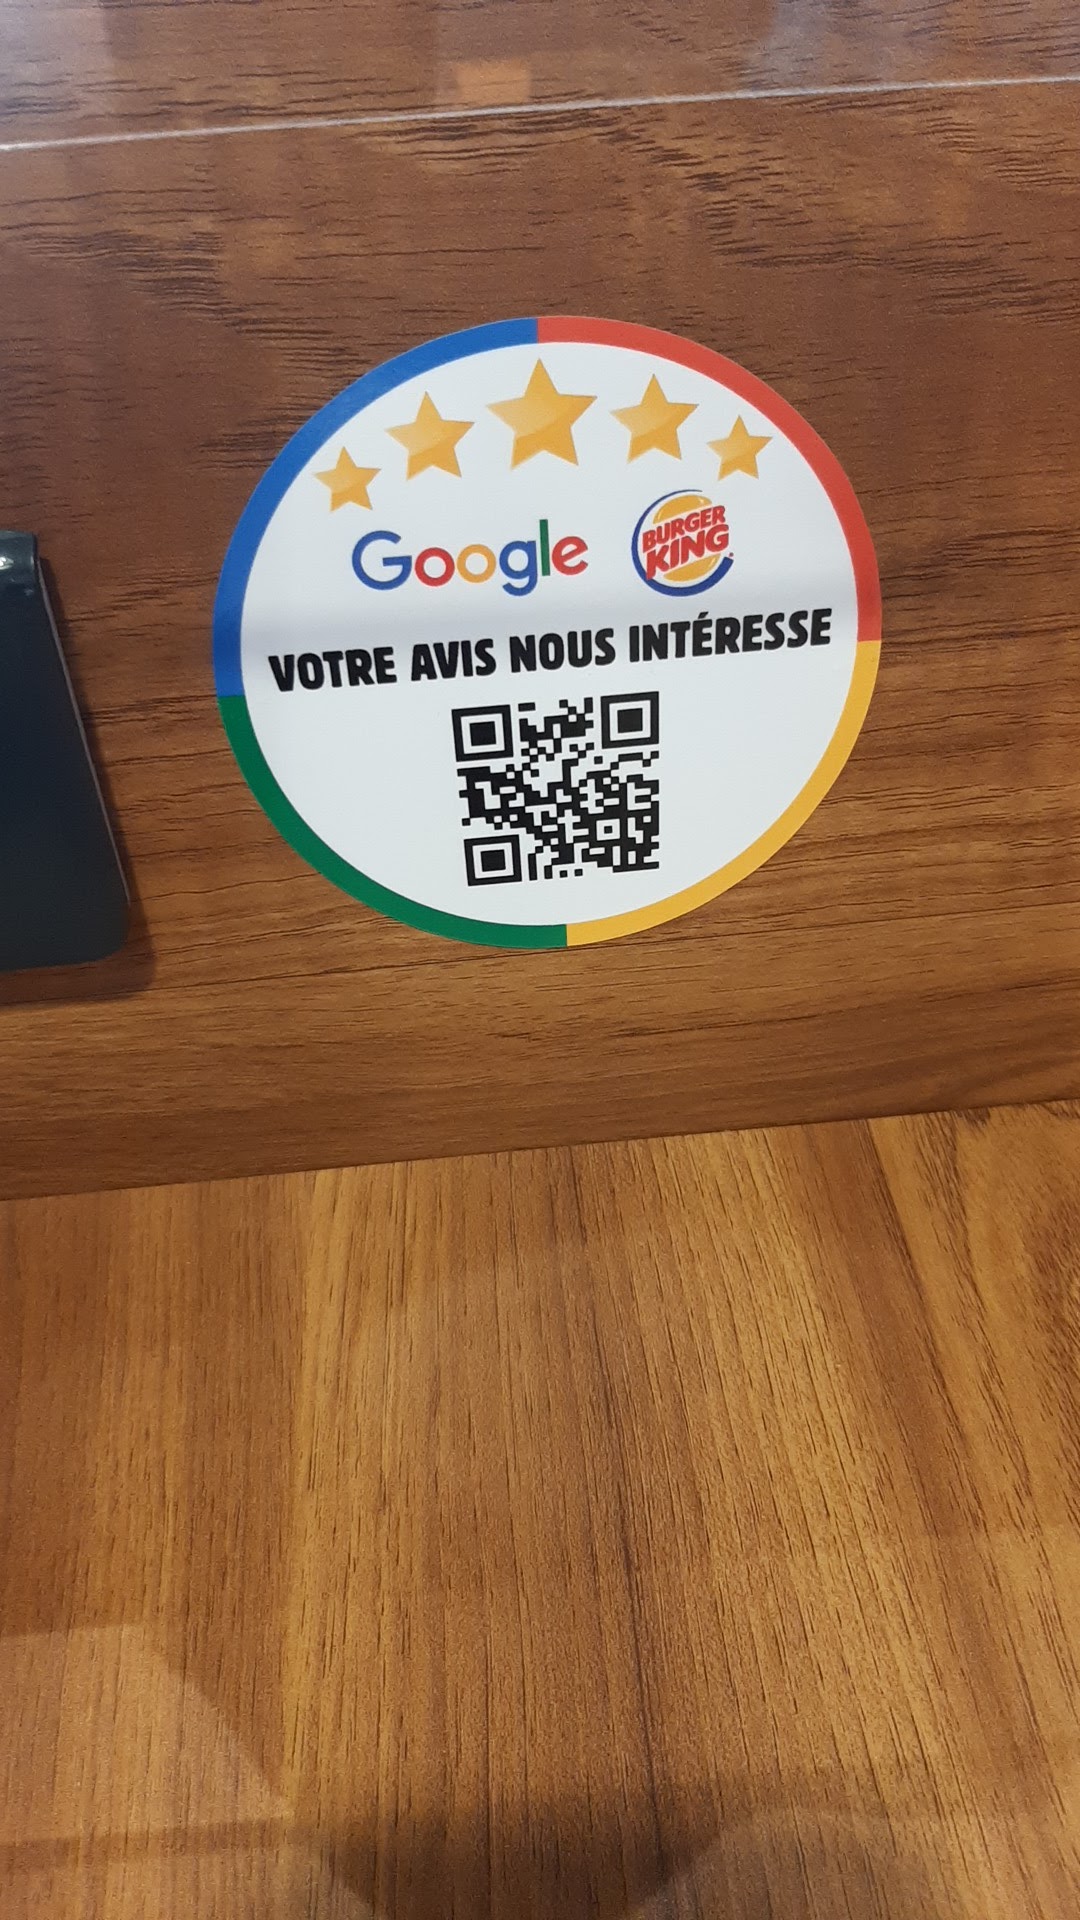 Google
BURGER
KING
VOTRE AVIS NOUS INTÉRESSE